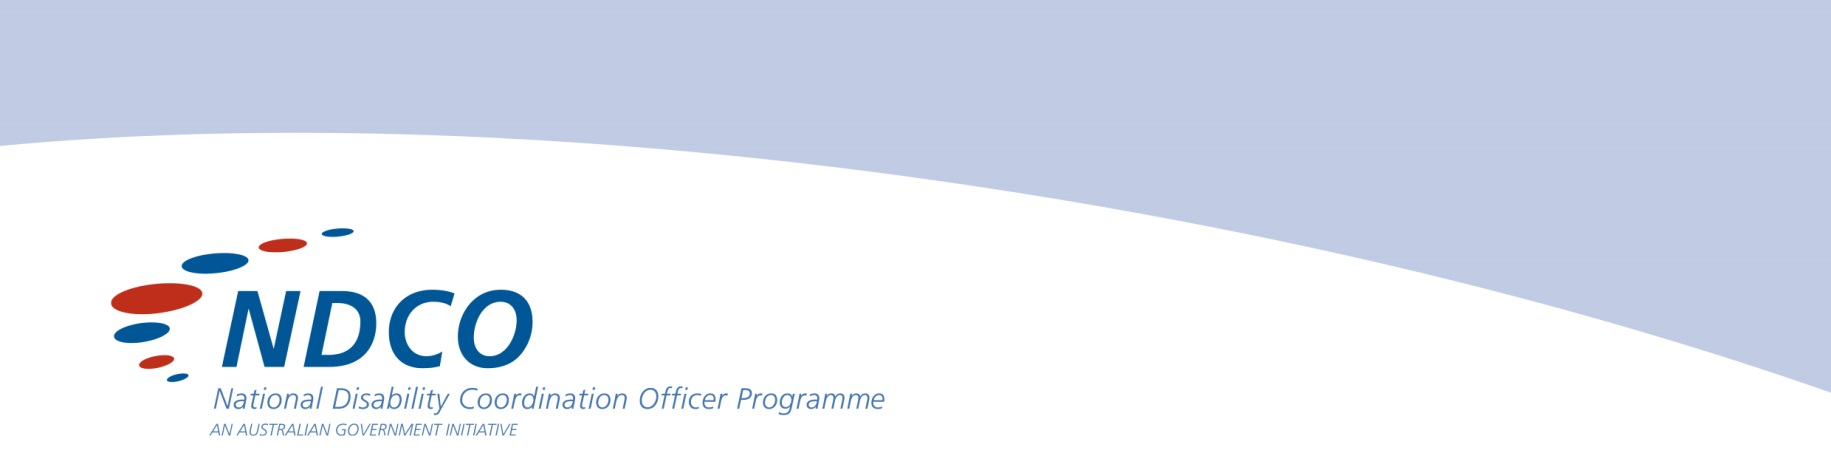 NDCO
National Disability Coordination Officer Programme
AN AUSTRALIAN GOVERNMENT INITIATIVE